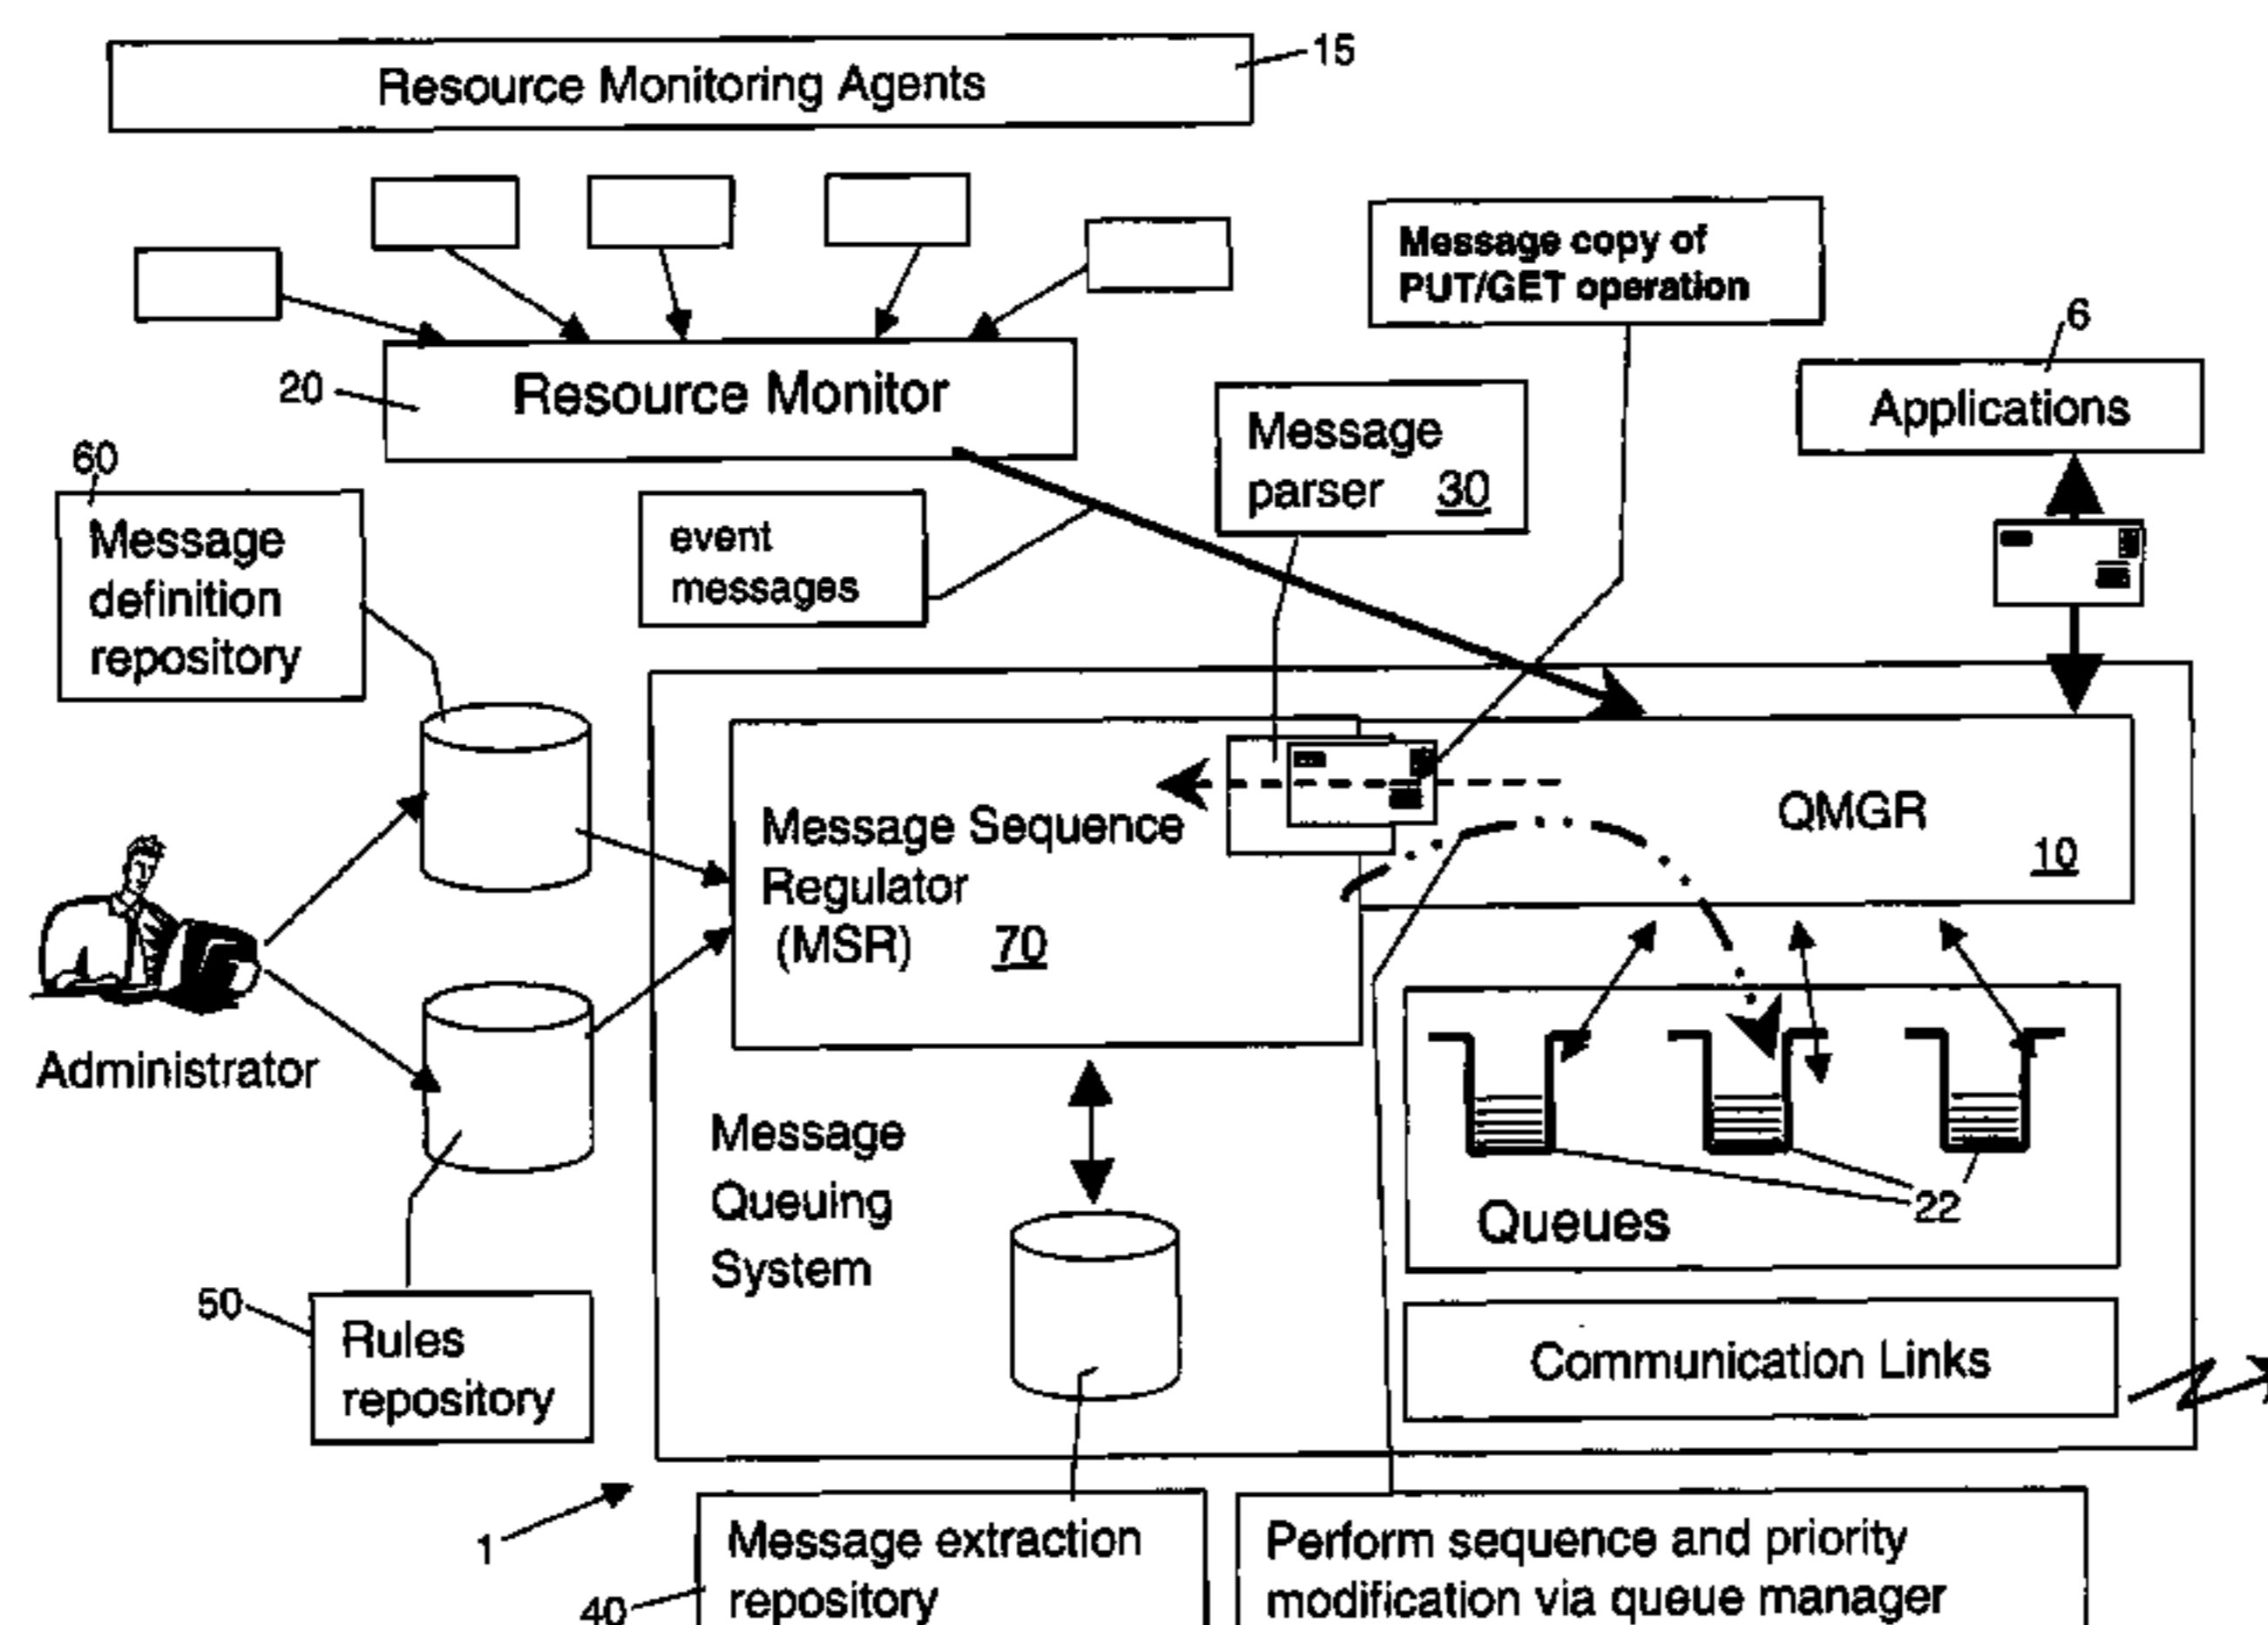 Resource Monitoring Agents
15
Message copy of
PUT/GET operation
6
Applications
20
Resource Monitor
Message
parser 30
60
Message
definition
repository
event
messages
Message Sequence
Regulator
(MSR) 70
QMGR
10
Administrator
Message
Queuing
System
Queues
22
50
Rules
repository
Communication Links
1
Message extraction
repository
40
Perform sequence and priority
modification via queue manager